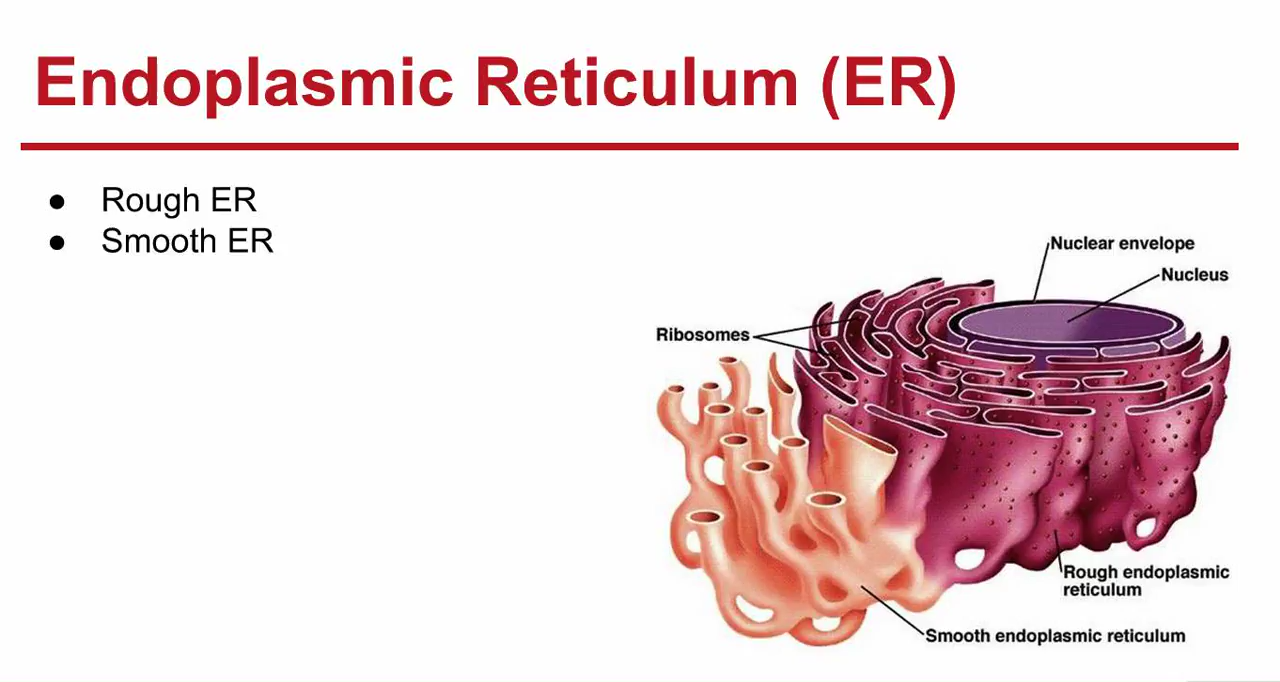 Endoplasmic Reticulum (ER)
● Rough ER
● Smooth ER
Nuclear envelope
Nucleus
Ribosomes
Rough endoplasmic
reticulum
Smooth endoplasmic reticulum